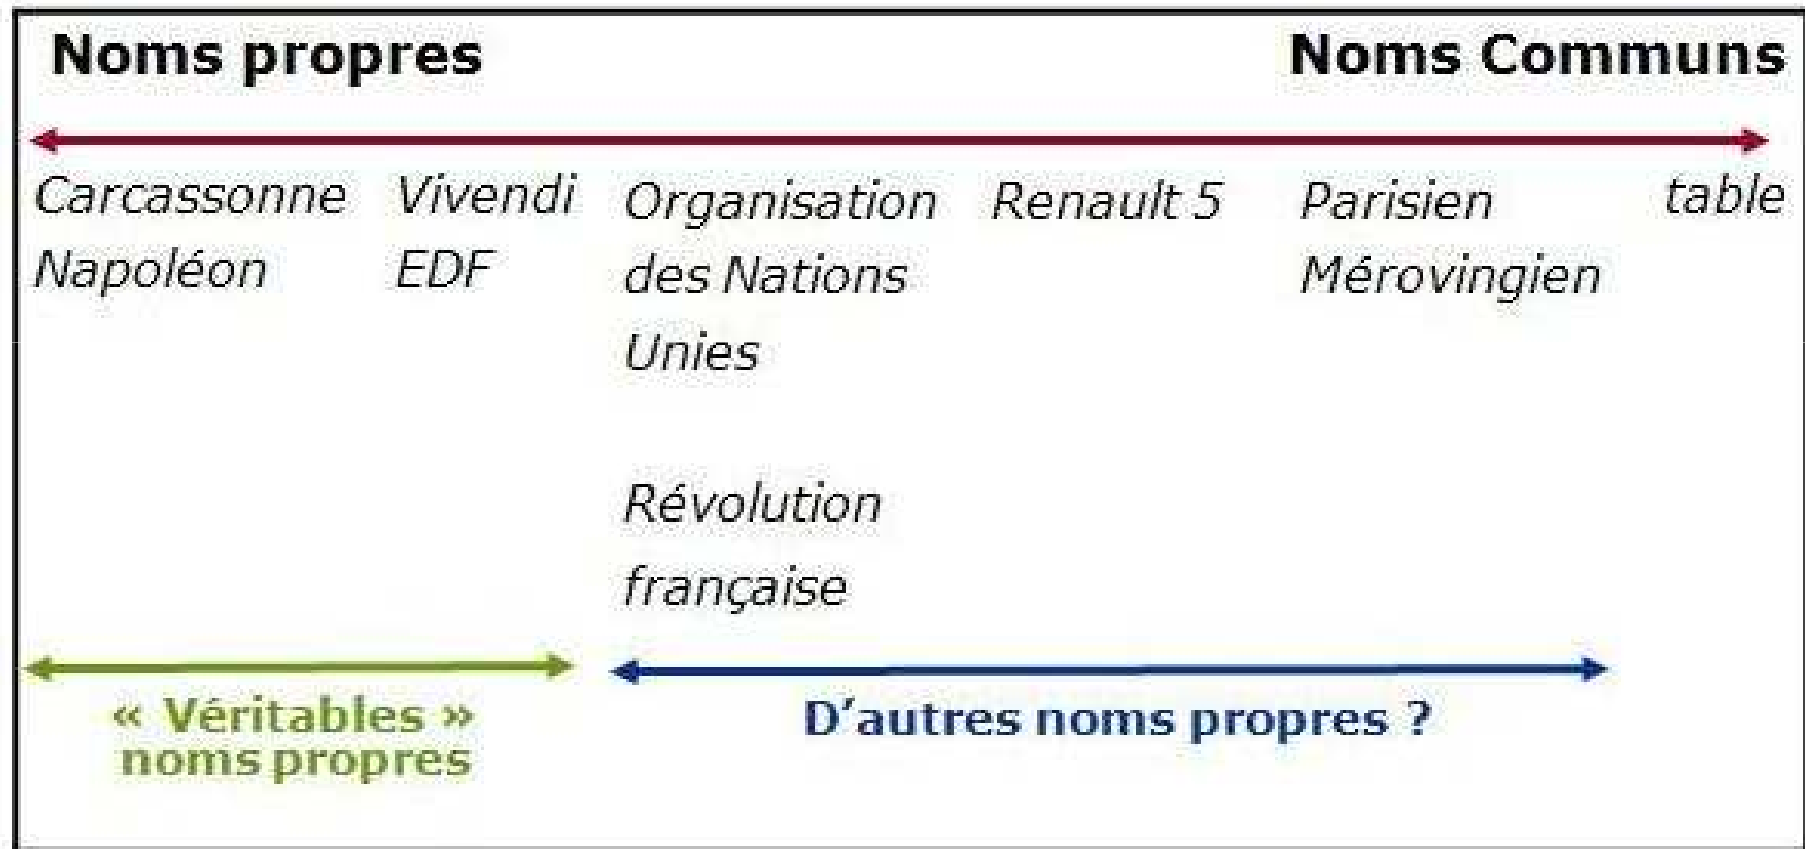 Noms propres
Noms Communs
Carcassonne
Napoléon
Vivendi
EDF
Organisation
des Nations
Unies
Révolution
française
Renault 5
Parisien
Mérovingien
table
« Véritables »
noms propres
D’autres noms propres ?